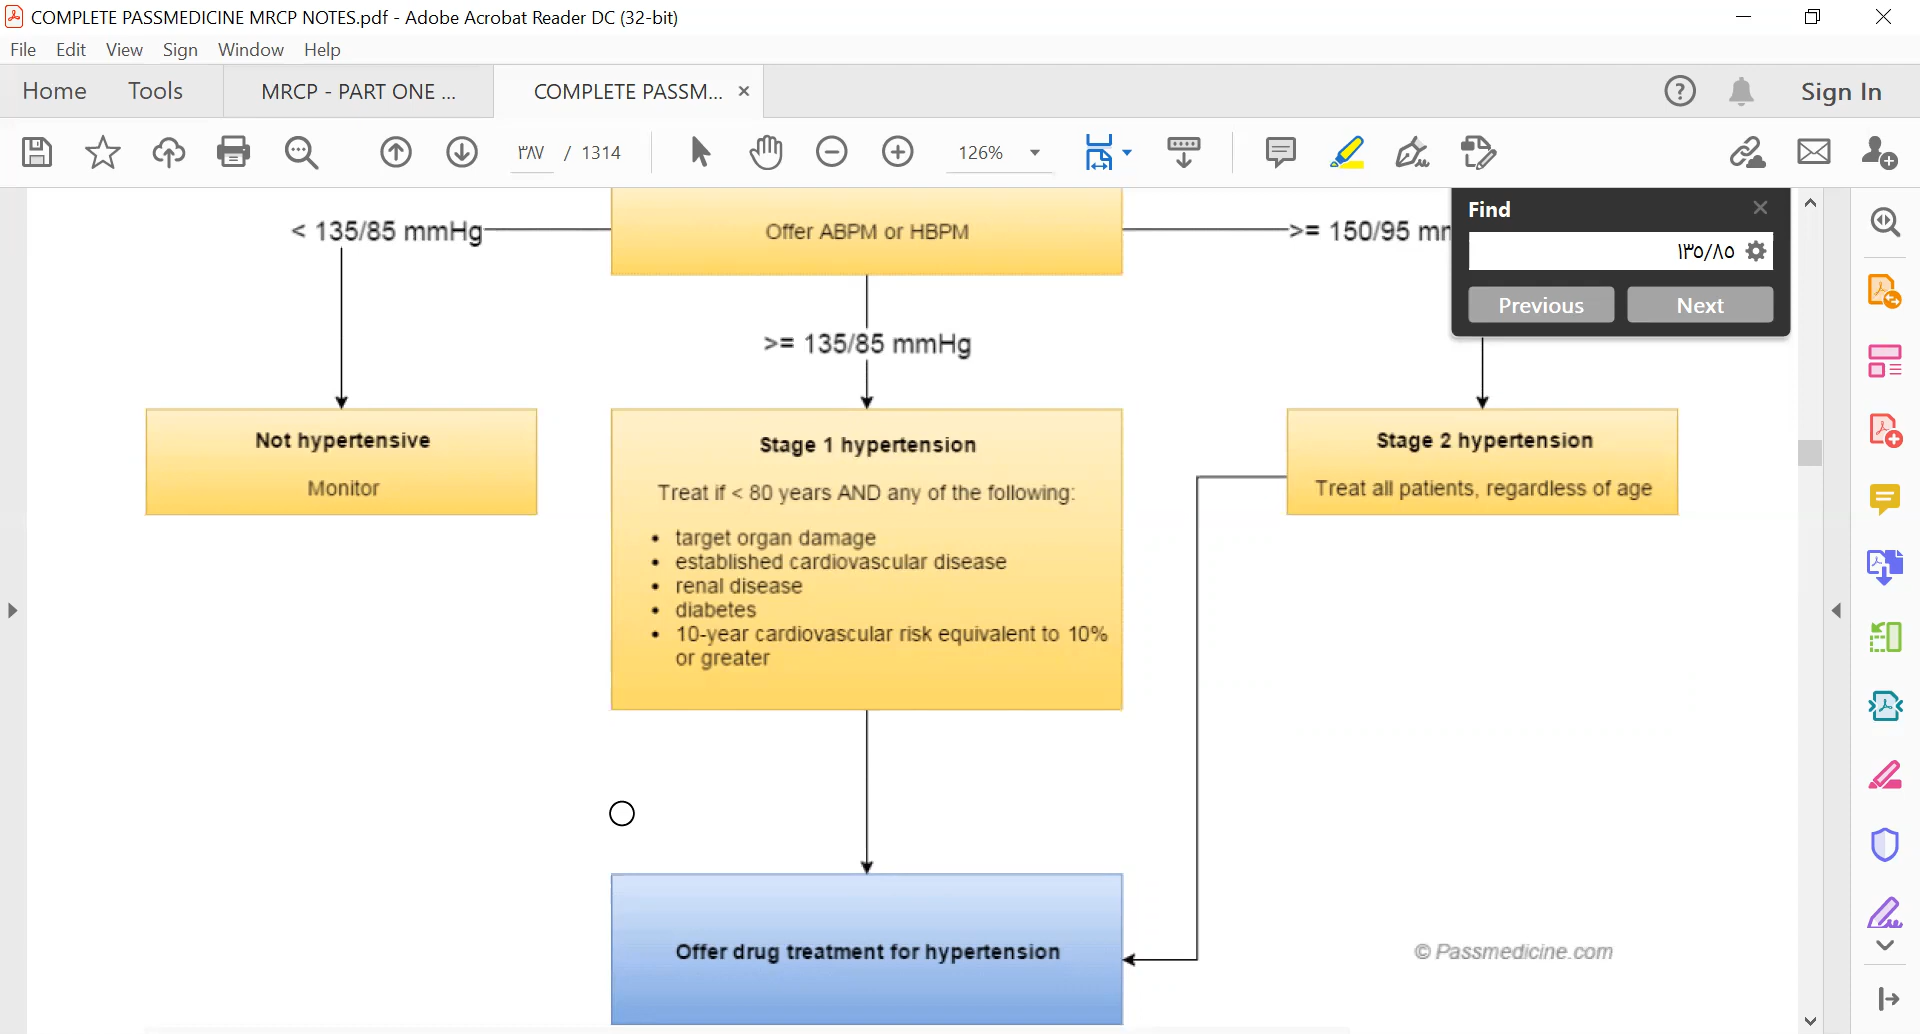 COMPLETE PASSMEDICINE MRCP NOTES.pdf - Adobe Acrobat Reader DC (32-bit)
File Edit View Sign Window Help
Home Tools MRCP - PART ONE ... COMPLETE PASSM... × Sign In
٣٨٧ / 1314 126%
< 135/85 mmHg
Offer ABPM or HBPM
>= 150/95
Find
١٣٥/٨٥
Previous Next
>= 135/85 mmHg
Not hypertensive
Monitor
Stage 1 hypertension
Treat if < 80 years AND any of the following:
• target organ damage
• established cardiovascular disease
• renal disease
• diabetes
• 10-year cardiovascular risk equivalent to 10%
or greater
Stage 2 hypertension
Treat all patients, regardless of age
Offer drug treatment for hypertension
© Passmedicine.com